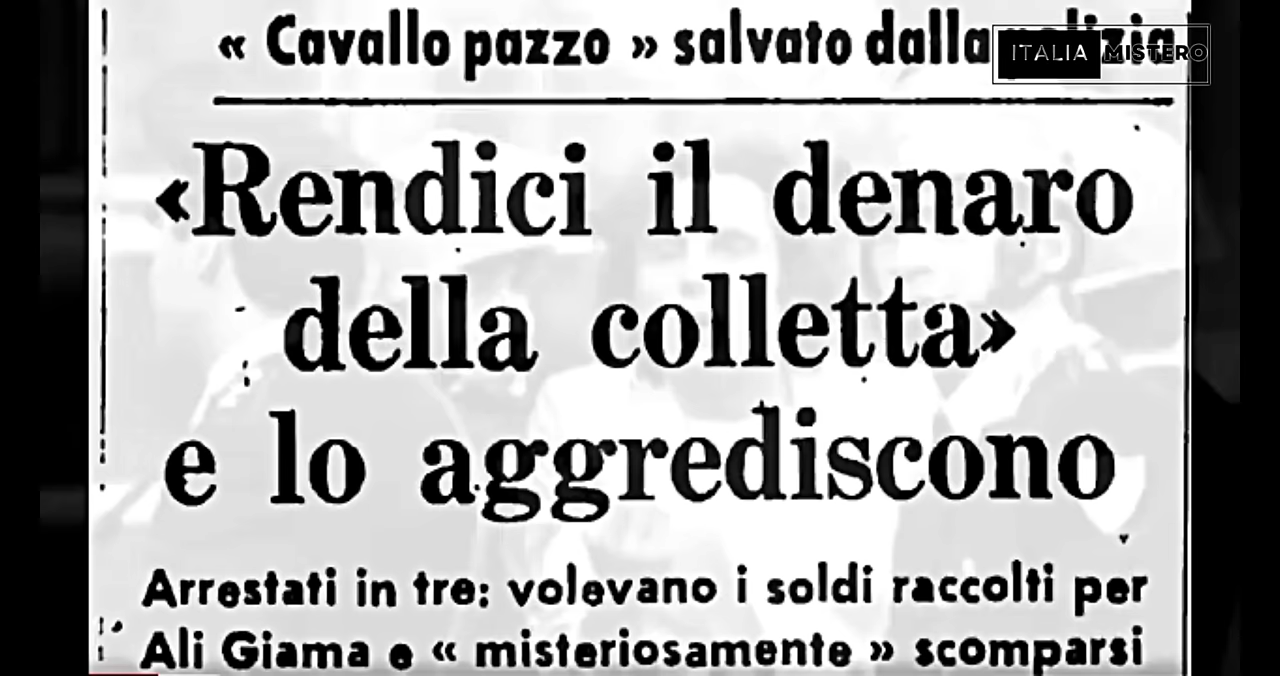 « Cavallo pazzo » salvato dalla polizia
ITALIA MISTERO
«Rendici il denaro
della colletta»
e lo aggrediscono
Arrestati in tre: volevano i soldi raccolti per
Ali Giama e « misteriosamente » scomparsi